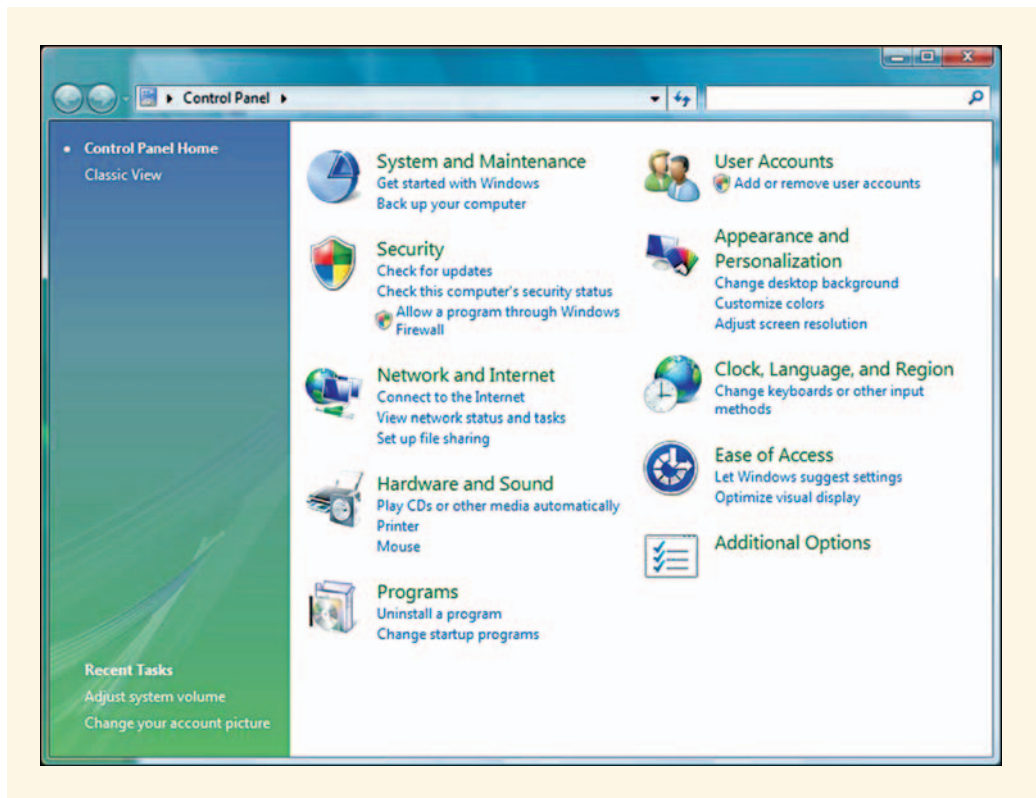 Control Panel
Control Panel Home
Classic View
System and Maintenance
Get started with Windows
Back up your computer
Security
Check for updates
Check this computer's security status
Allow a program through Windows
Firewall
Network and Internet
Connect to the Internet
View network status and tasks
Set up file sharing
Hardware and Sound
Play CDs or other media automatically
Printer
Mouse
Programs
Uninstall a program
Change startup programs
User Accounts
Add or remove user accounts
Appearance and
Personalization
Change desktop background
Customize colors
Adjust screen resolution
Clock, Language, and Region
Change keyboards or other input
methods
Ease of Access
Let Windows suggest settings
Optimize visual display
Additional Options
Recent Tasks
Adjust system volume
Change your account picture